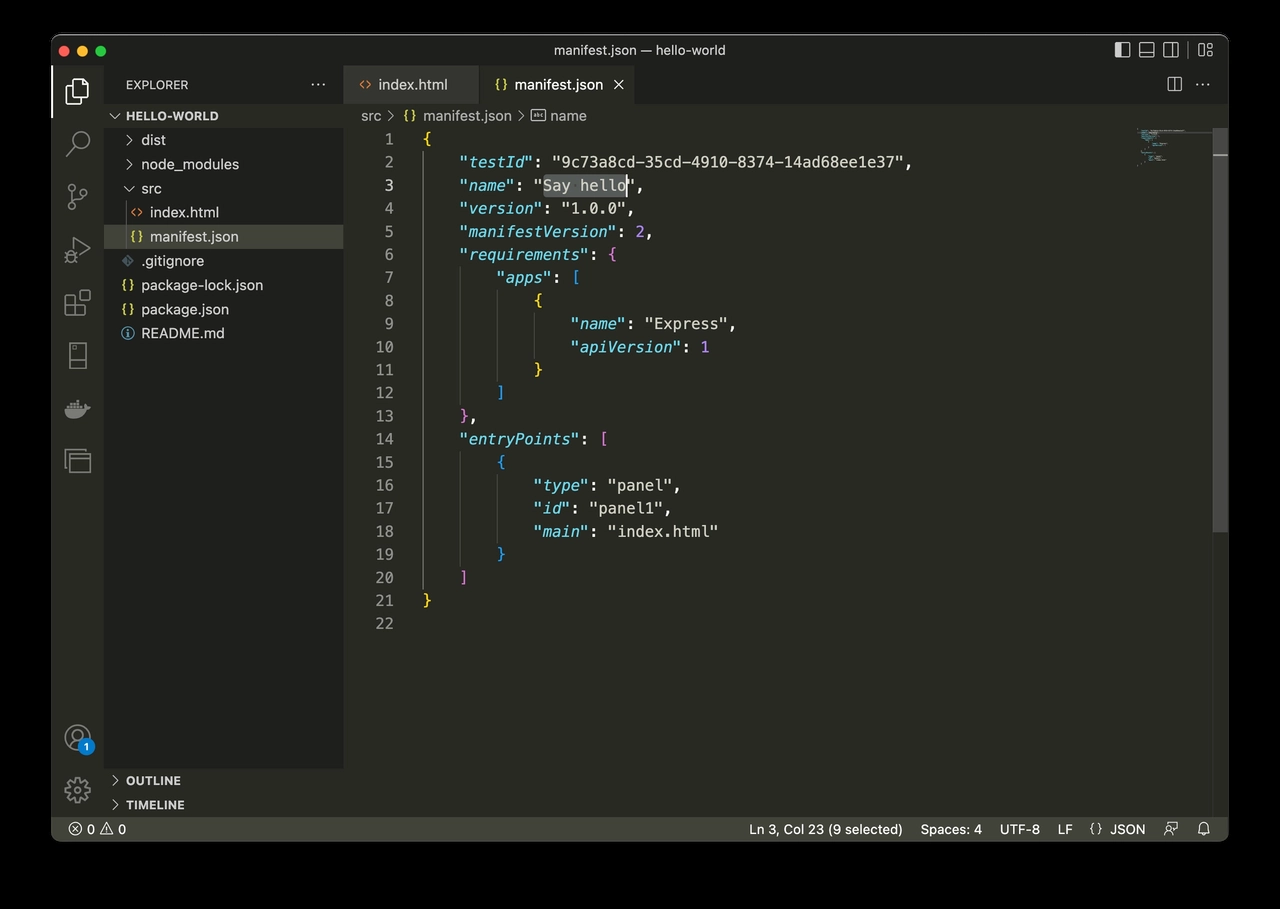 manifest.json — hello-world
EXPLORER
index.html
manifest.json
HELLO-WORLD
src > {} manifest.json > abc name
dist
node_modules
src
index.html
manifest.json
.gitignore
package-lock.json
package.json
README.md
1 {
2 "testId": "9c73a8cd-35cd-4910-8374-14ad68ee1e37",
3 "name": "Say hello",
4 "version": "1.0.0",
5 "manifestVersion": 2,
6 "requirements": {
7 "apps": [
8 {
9 "name": "Express",
10 "apiVersion": 1
11 }
12 ]
13 },
14 "entryPoints": [
15 {
16 "type": "panel",
17 "id": "panel1",
18 "main": "index.html"
19 }
20 ]
21 }
22
1
OUTLINE
TIMELINE
0 0
Ln 3, Col 23 (9 selected) Spaces: 4 UTF-8 LF {} JSON